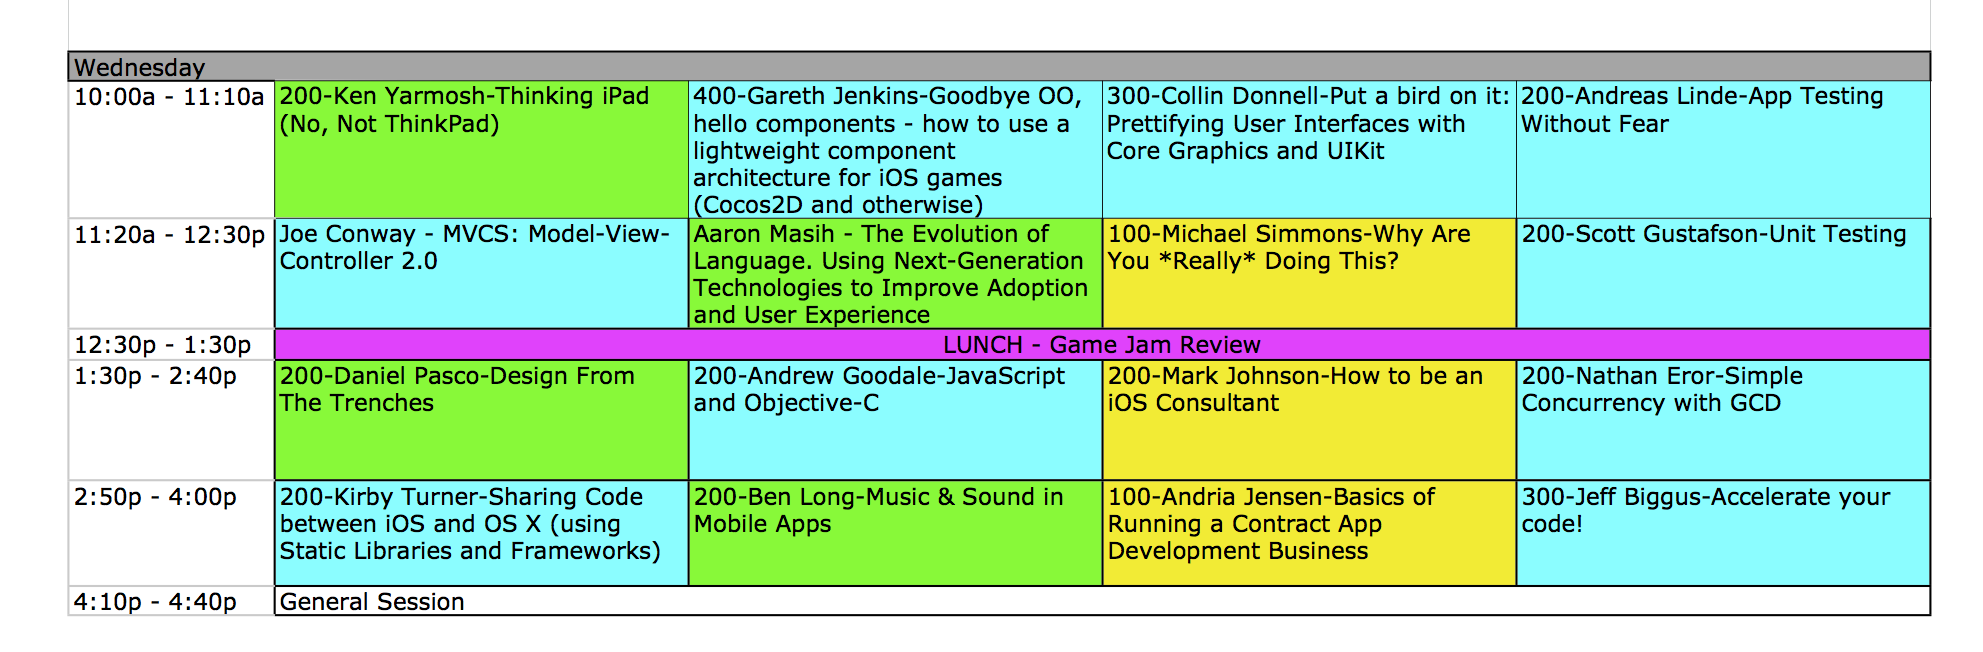 Wednesday
10:00a - 11:10a
200-Ken Yarmosh-Thinking iPad
(No, Not ThinkPad)
400-Gareth Jenkins-Goodbye OO,
hello components - how to use a
lightweight component
architecture for iOS games
(Cocos2D and otherwise)
300-Collin Donnell-Put a bird on it:
Prettifying User Interfaces with
Core Graphics and UIKit
200-Andreas Linde-App Testing
Without Fear
11:20a - 12:30p
Joe Conway - MVCS: Model-View-
Controller 2.0
Aaron Masih - The Evolution of
Language. Using Next-Generation
Technologies to Improve Adoption
and User Experience
100-Michael Simmons-Why Are
You *Really* Doing This?
200-Scott Gustafson-Unit Testing
12:30p - 1:30p
LUNCH - Game Jam Review
1:30p - 2:40p
200-Daniel Pasco-Design From
The Trenches
200-Andrew Goodale-JavaScript
and Objective-C
200-Mark Johnson-How to be an
iOS Consultant
200-Nathan Eror-Simple
Concurrency with GCD
2:50p - 4:00p
200-Kirby Turner-Sharing Code
between iOS and OS X (using
Static Libraries and Frameworks)
200-Ben Long-Music & Sound in
Mobile Apps
100-Andria Jensen-Basics of
Running a Contract App
Development Business
300-Jeff Biggus-Accelerate your
code!
4:10p - 4:40p
General Session